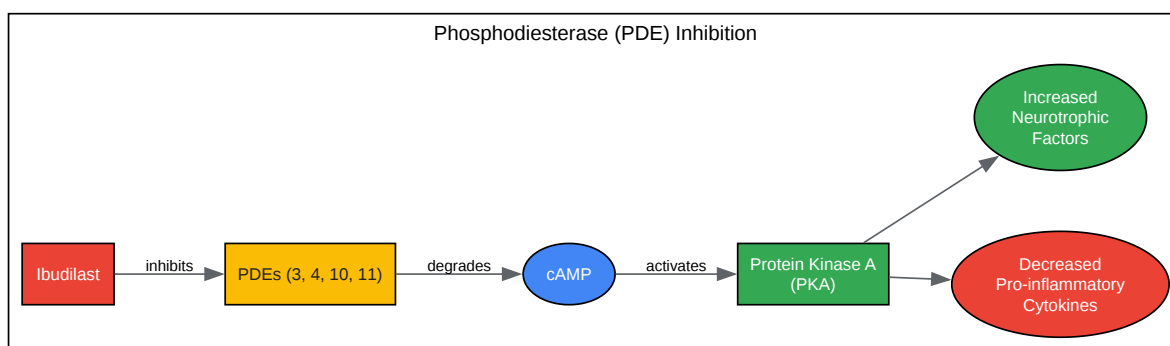 Phosphodiesterase (PDE) Inhibition
Increased
Neurotrophic
Factors
Ibudilast
inhibits
PDEs (3, 4, 10, 11)
degrades
cAMP
activates
Protein Kinase A
(PKA)
Decreased
Pro-inflammatory
Cytokines